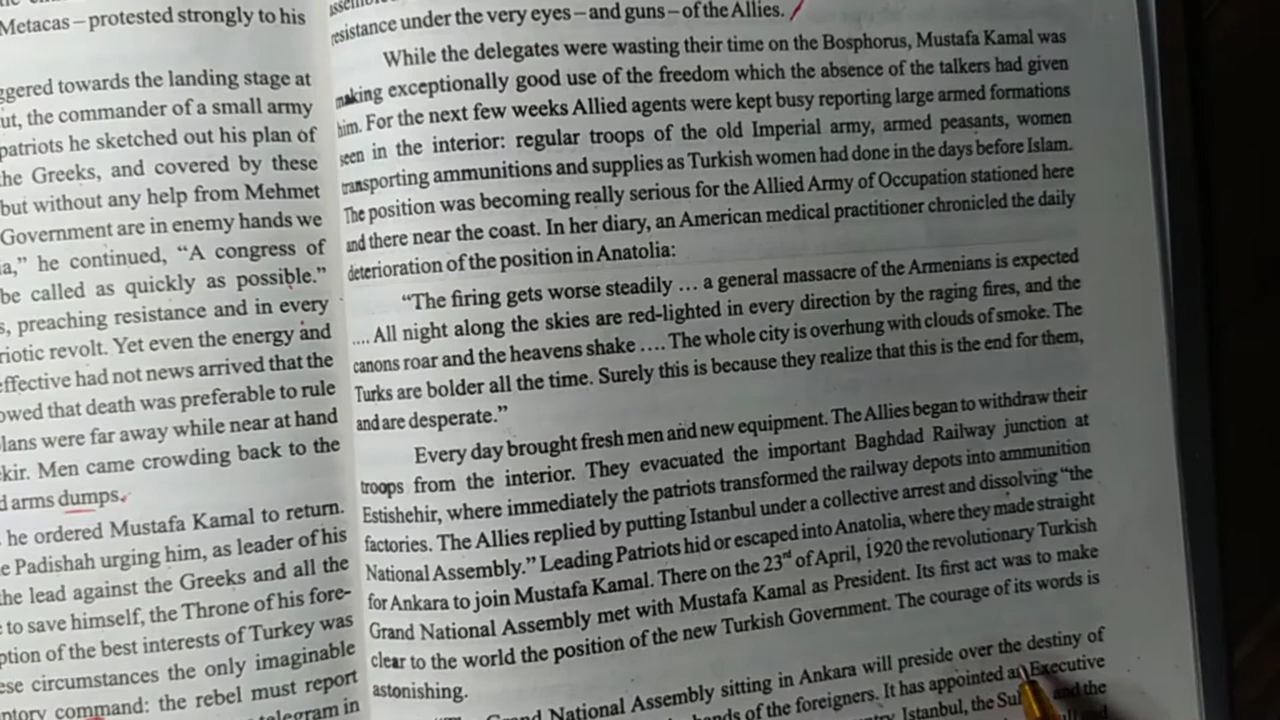 Metacas – protested strongly to his
ggered towards the landing stage at
ut, the commander of a small army
patriots he sketched out his plan of
he Greeks, and covered by these
but without any help from Mehmet
Government are in enemy hands we
a,” he continued, “A congress of
be called as quickly as possible.”
s, preaching resistance and in every
riotic revolt. Yet even the energy and
effective had not news arrived that the
owed that death was preferable to rule
lans were far away while near at hand
kir. Men came crowding back to the
d arms dumps.
he ordered Mustafa Kamal to return.
e Padishah urging him, as leader of his
the lead against the Greeks and all the
to save himself, the Throne of his fore-
ption of the best interests of Turkey was
ese circumstances the only imaginable
ntory command: the rebel must report
telegram in
resistance under the very eyes – and guns – of the Allies.
While the delegates were wasting their time on the Bosphorus, Mustafa Kamal was
making exceptionally good use of the freedom which the absence of the talkers had given
him. For the next few weeks Allied agents were kept busy reporting large armed formations
seen in the interior: regular troops of the old Imperial army, armed peasants, women
transporting ammunitions and supplies as Turkish women had done in the days before Islam.
The position was becoming really serious for the Allied Army of Occupation stationed here
and there near the coast. In her diary, an American medical practitioner chronicled the daily
deterioration of the position in Anatolia:
“The firing gets worse steadily … a general massacre of the Armenians is expected
.... All night along the skies are red-lighted in every direction by the raging fires, and the
canons roar and the heavens shake .... The whole city is overhung with clouds of smoke. The
Turks are bolder all the time. Surely this is because they realize that this is the end for them,
and are desperate.”
Every day brought fresh men and new equipment. The Allies began to withdraw their
troops from the interior. They evacuated the important Baghdad Railway junction at
Estishehir, where immediately the patriots transformed the railway depots into ammunition
factories. The Allies replied by putting Istanbul under a collective arrest and dissolving “the
National Assembly.” Leading Patriots hid or escaped into Anatolia, where they made straight
for Ankara to join Mustafa Kamal. There on the 23rd of April, 1920 the revolutionary Turkish
Grand National Assembly met with Mustafa Kamal as President. Its first act was to make
clear to the world the position of the new Turkish Government. The courage of its words is
astonishing.
Grand National Assembly sitting in Ankara will preside over the destiny of
hands of the foreigners. It has appointed an Executive
Istanbul, the and the